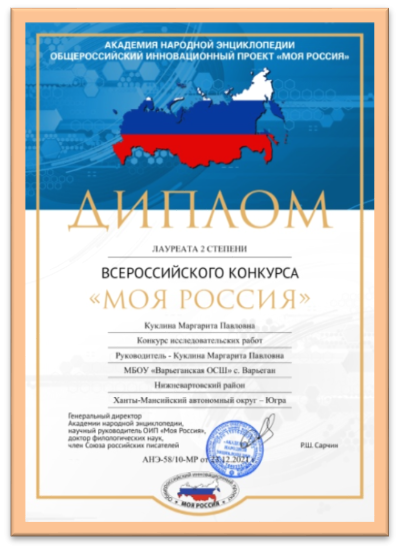 АКАДЕМИЯ НАРОДНОЙ ЭНЦИКЛОПЕДИИ
ОБЩЕРОССИЙСКИЙ ИННОВАЦИОННЫЙ ПРОЕКТ «МОЯ РОССИЯ»
ДИПЛОМ
ЛАУРЕАТА 2 СТЕПЕНИ
ВСЕРОССИЙСКОГО КОНКУРСА
«МОЯ РОССИЯ»
Куклина Маргарита Павловна
Конкурс исследовательских работ
Руководитель - Куклина Маргарита Павловна
МБОУ «Варьеганская ОСШ» с. Варьеган
Нижневартовский район
Ханты-Мансийский автономный округ – Югра
Генеральный директор
Академии народной энциклопедии,
научный руководитель ОИП «Моя Россия»,
доктор филологических наук,
член Союза российских писателей
Р.Ш. Сарчин
АНЭ-58/10-МР от 21.12.2021 г.
МОЯ РОССИЯ